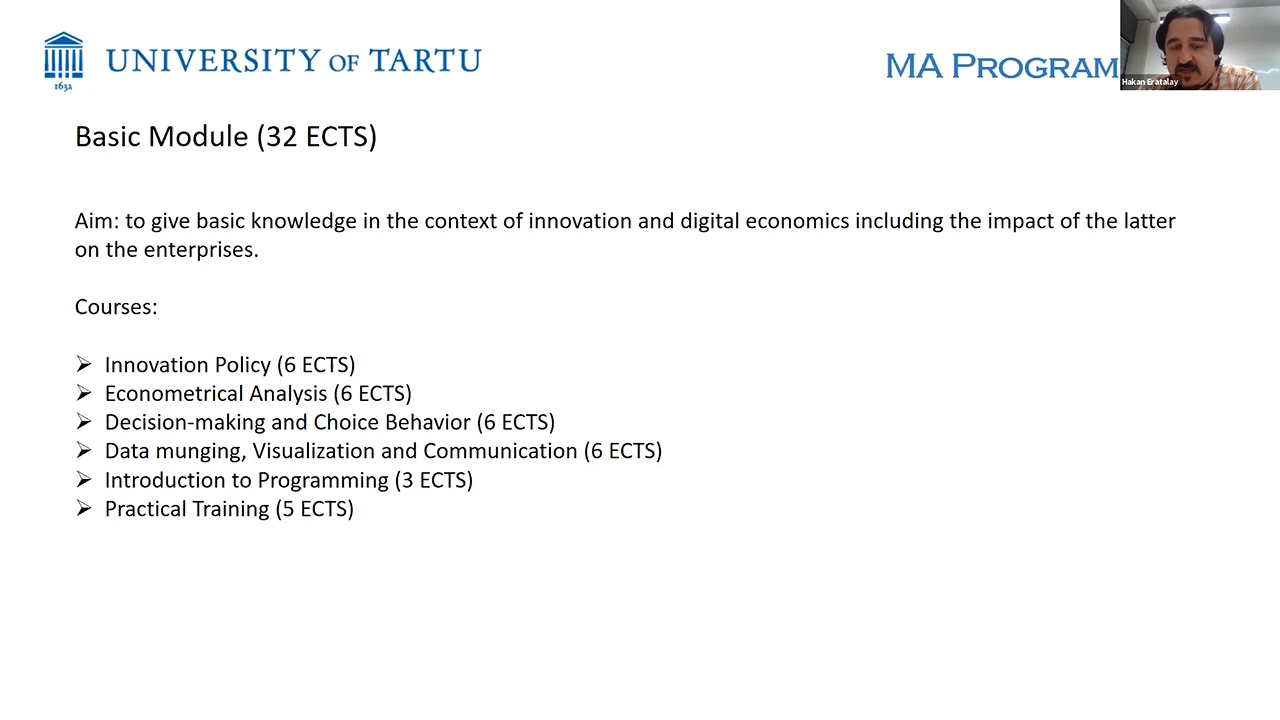 UNIVERSITY OF TARTU
1632
MA PROGRAM
Hakan Eratalay
Basic Module (32 ECTS)
Aim: to give basic knowledge in the context of innovation and digital economics including the impact of the latter
on the enterprises.
Courses:
Innovation Policy (6 ECTS)
Econometrical Analysis (6 ECTS)
Decision-making and Choice Behavior (6 ECTS)
Data munging, Visualization and Communication (6 ECTS)
Introduction to Programming (3 ECTS)
Practical Training (5 ECTS)